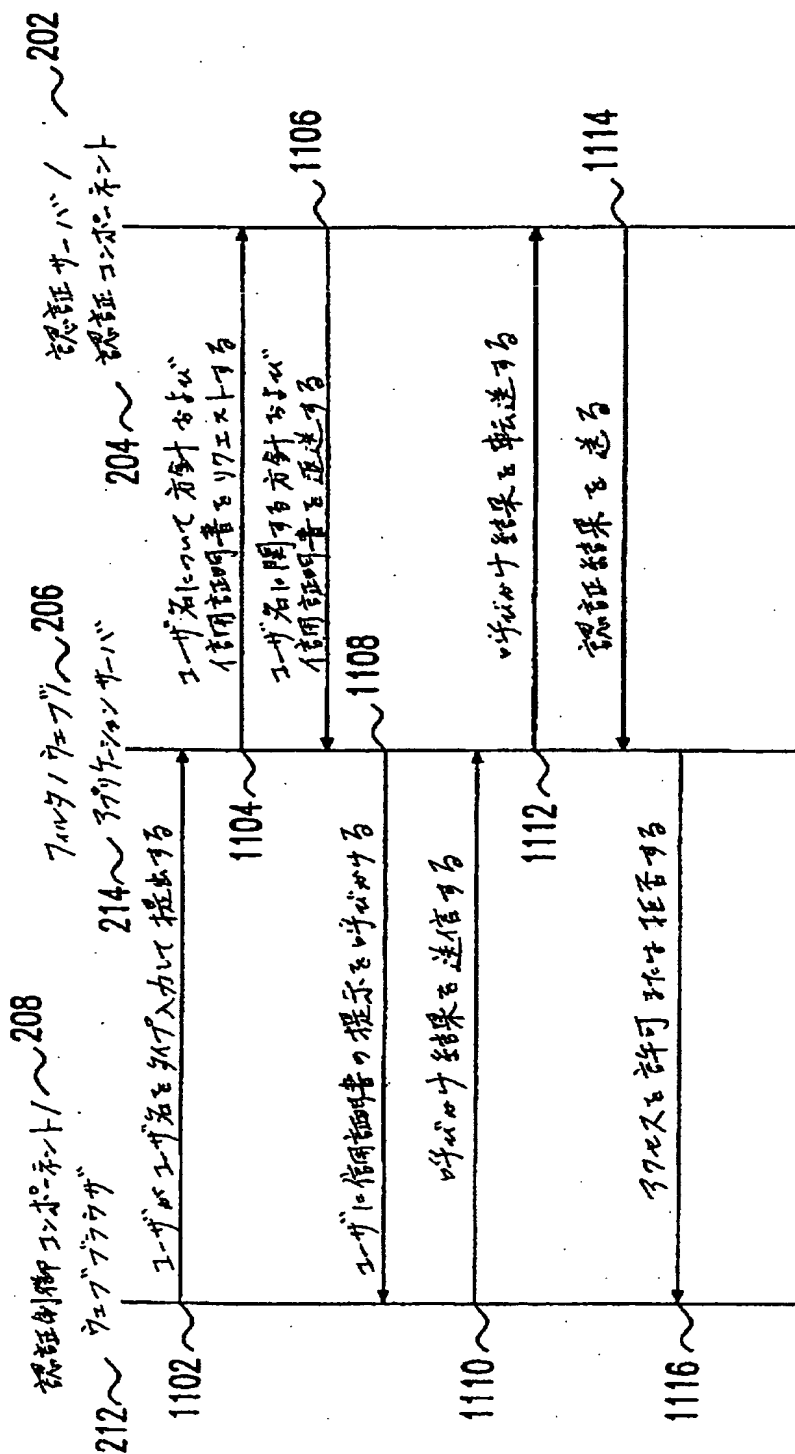 認証制御コンポーネント/ 208
212 ウェブブラウザ
フィルタ/ウェブ/ 206
214 アプリケーションサーバ
認証サーバ/ 202
204 認証コンポーネント
1102
ユーザがユーザ名をタイプ入力して提出する
ユーザ名について方針および
信用証明書をリクエストする
1104
ユーザ名に関する方針および
信用証明書を返送する
1106
ユーザに信用証明書の提示を呼びかける
1108
1110
呼びかけ結果を送信する
呼びかけ結果を転送する
1112
認証結果を送る
1114
アクセスを許可または拒否する
1116